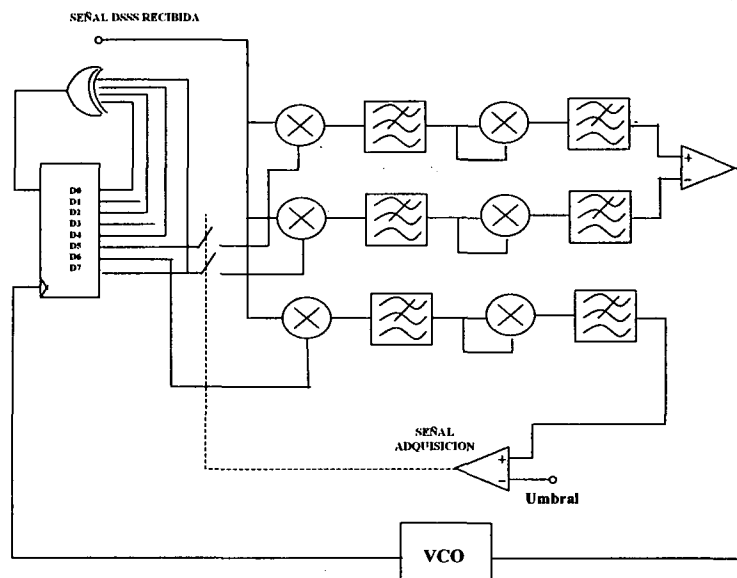 SEÑAL DSSS RECIBIDA
D0
D1
D2
D3
D4
D5
D6
D7
+
−
SEÑAL
ADQUISICION
+
−
Umbral
VCO